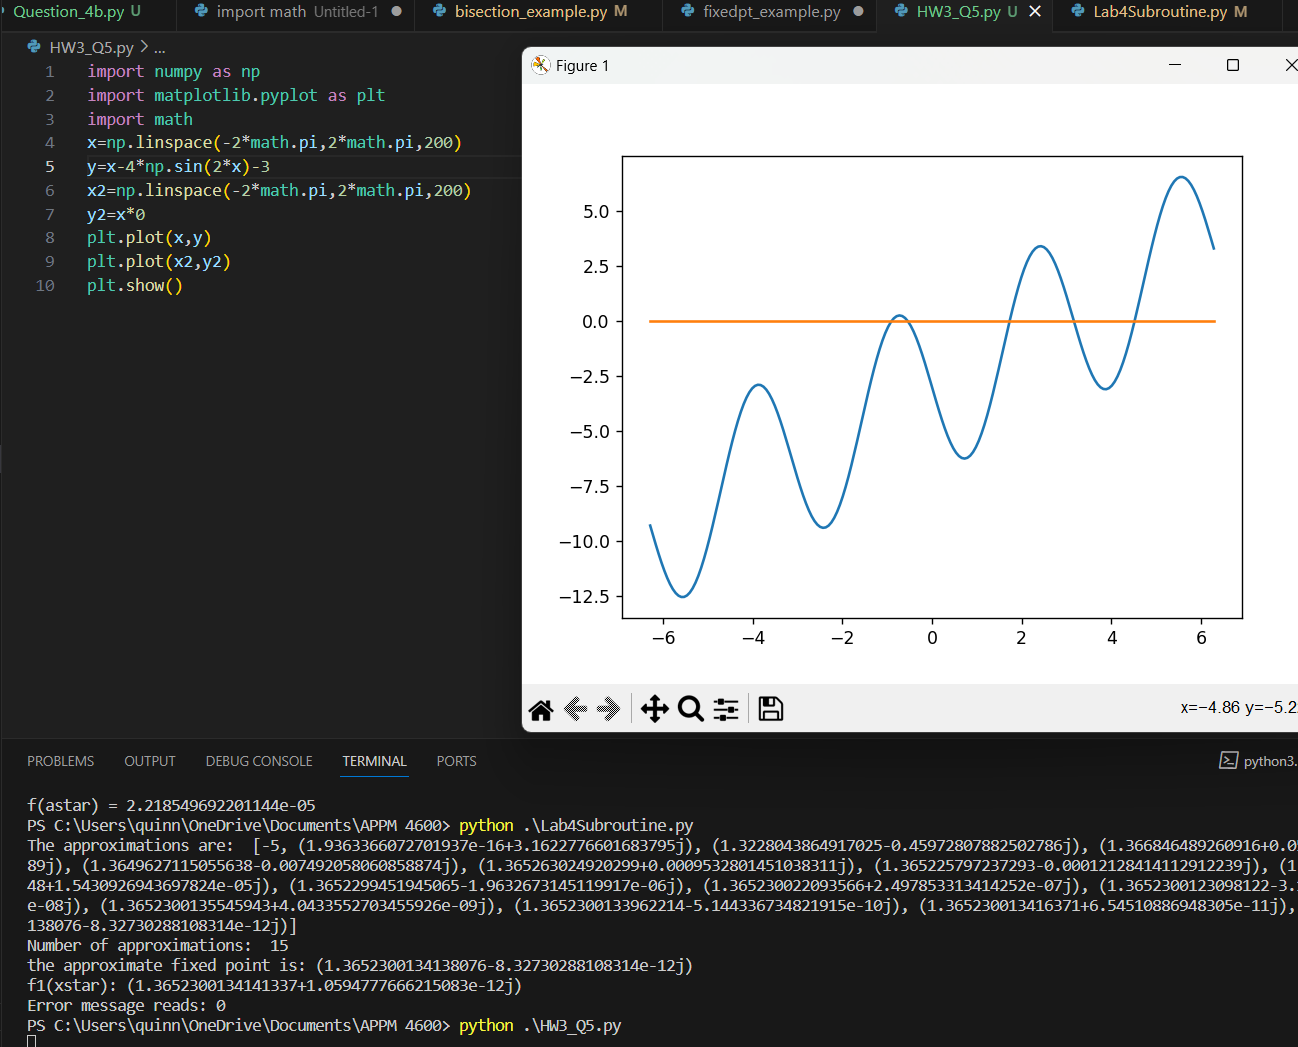 Question_4b.py U import math Untitled-1 bisection_example.py M fixedpt_example.py HW3_Q5.py U Lab4Subroutine.py M
HW3_Q5.py > ...
1 import numpy as np
2 import matplotlib.pyplot as plt
3 import math
4 x=np.linspace(-2*math.pi,2*math.pi,200)
5 y=x-4*np.sin(2*x)-3
6 x2=np.linspace(-2*math.pi,2*math.pi,200)
7 y2=x*0
8 plt.plot(x,y)
9 plt.plot(x2,y2)
10 plt.show()
Figure 1
5.0
2.5
0.0
−2.5
−5.0
−7.5
−10.0
−12.5
−6 −4 −2 0 2 4 6
x=−4.86 y=−5.2
PROBLEMS OUTPUT DEBUG CONSOLE TERMINAL PORTS python3.
f(astar) = 2.218549692201144e-05
PS C:\Users\quinn\OneDrive\Documents\APPM 4600> python .\Lab4Subroutine.py
The approximations are:  [-5, (1.9363366072701937e-16+3.1622776601683795j), (1.3228043864917025-0.45972807882502786j), (1.366846489260916+0.05
89j), (1.3649627115055638-0.007492058060858874j), (1.365263024920299+0.0009532801451038311j), (1.365225797237293-0.00012128414112912239j), (1.
48+1.5430926943697824e-05j), (1.3652299451945065-1.9632673145119917e-06j), (1.365230022093566+2.497853313414252e-07j), (1.3652300123098122-3.
e-08j), (1.3652300135545943+4.0433552703455926e-09j), (1.3652300133962214-5.144336734821915e-10j), (1.365230013416371+6.54510886948305e-11j),
138076-8.32730288108314e-12j)]
Number of approximations:  15
the approximate fixed point is: (1.3652300134138076-8.32730288108314e-12j)
f1(xstar): (1.3652300134141337+1.0594777666215083e-12j)
Error message reads: 0
PS C:\Users\quinn\OneDrive\Documents\APPM 4600> python .\HW3_Q5.py